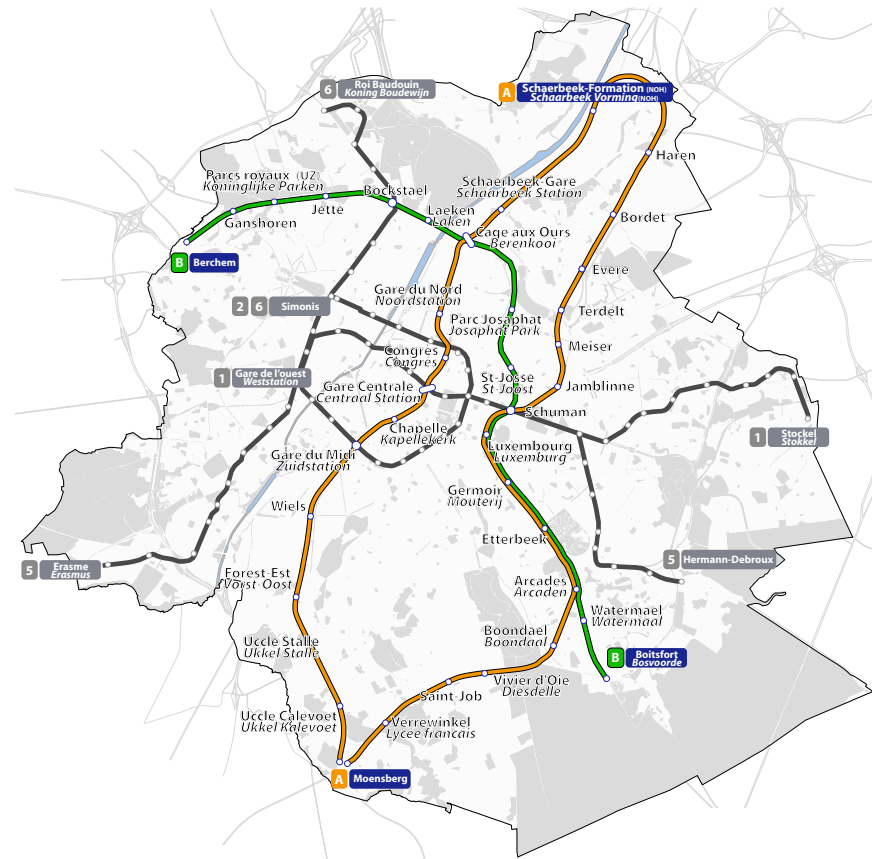 6
Roi Baudouin
Koning Boudewijn
A
Schaerbeek-Formation (NOH)
Schaarbeek Vorming(NOH)
Haren
Parcs royaux (UZ)
Koninglijke Parken
Bockstael
Schaerbeek-Gare
Schaarbeek Station
Jette
Laeken
Laken
Ganshoren
Bordet
Cage aux Ours
Berenkooi
B
Berchem
Evere
Gare du Nord
Noordstation
2 6 Simonis
Terdelt
Parc Josaphat
Josaphat Park
Meiser
Congres
Congres
1
Gare de l'ouest
Weststation
St-Josse
St-Joost
Gare Centrale
Centraal Station
Jamblinne
Schuman
Chapelle
Kapellekerk
1
Stockel
Stokkel
Gare du Midi
Zuidstation
Luxembourg
Luxemburg
Germoir
Mouterij
Wiels
Etterbeek
5
Erasme
Erasmus
5
Hermann-Debroux
Forest-Est
Vorst-Oost
Arcades
Arcaden
Watermael
Watermaal
Boondael
Boondaal
Uccle Stalle
Ukkel Stalle
B
Boitsfort
Bosvoorde
Vivier d'Oie
Diesdelle
Saint-Job
Uccle Calevoet
Ukkel Kalevoet
Verrewinkel
Lycee francais
A
Moensberg